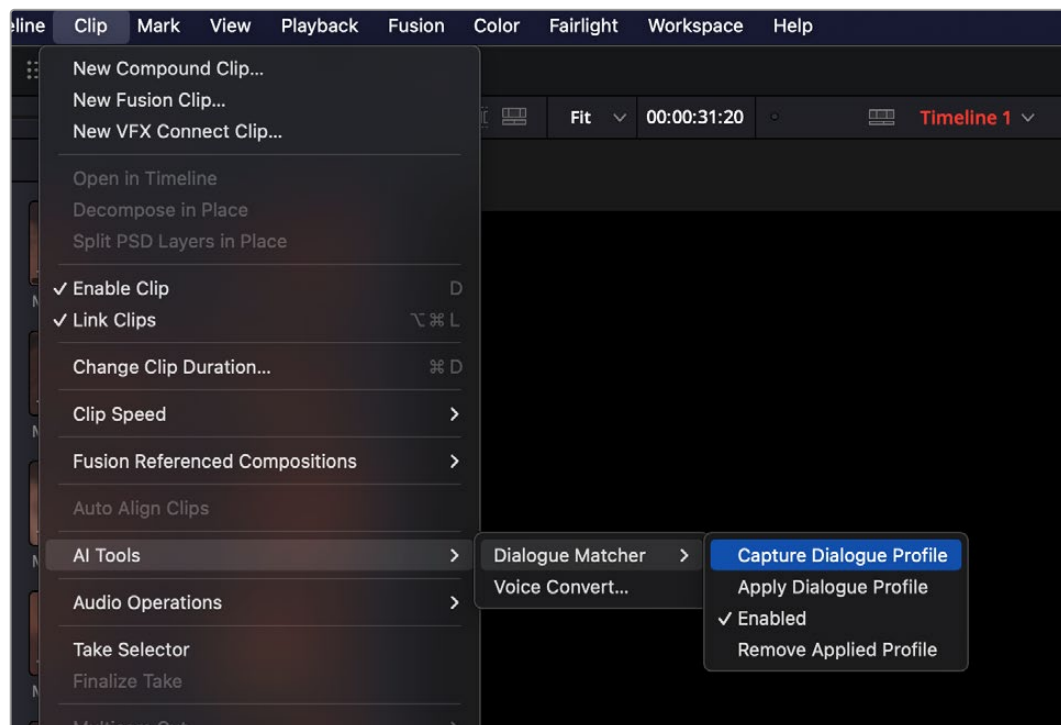 Clip Mark View Playback Fusion Color Fairlight Workspace Help
Fit 00:00:31:20 Timeline 1
New Compound Clip...
New Fusion Clip...
New VFX Connect Clip...
Open in Timeline
Decompose in Place
Split PSD Layers in Place
✓ Enable Clip D
✓ Link Clips ⌥⌘L
Change Clip Duration... ⌘D
Clip Speed
Fusion Referenced Compositions
Auto Align Clips
AI Tools
Audio Operations
Take Selector
Finalize Take
Dialogue Matcher
Voice Convert...
Capture Dialogue Profile
Apply Dialogue Profile
✓ Enabled
Remove Applied Profile